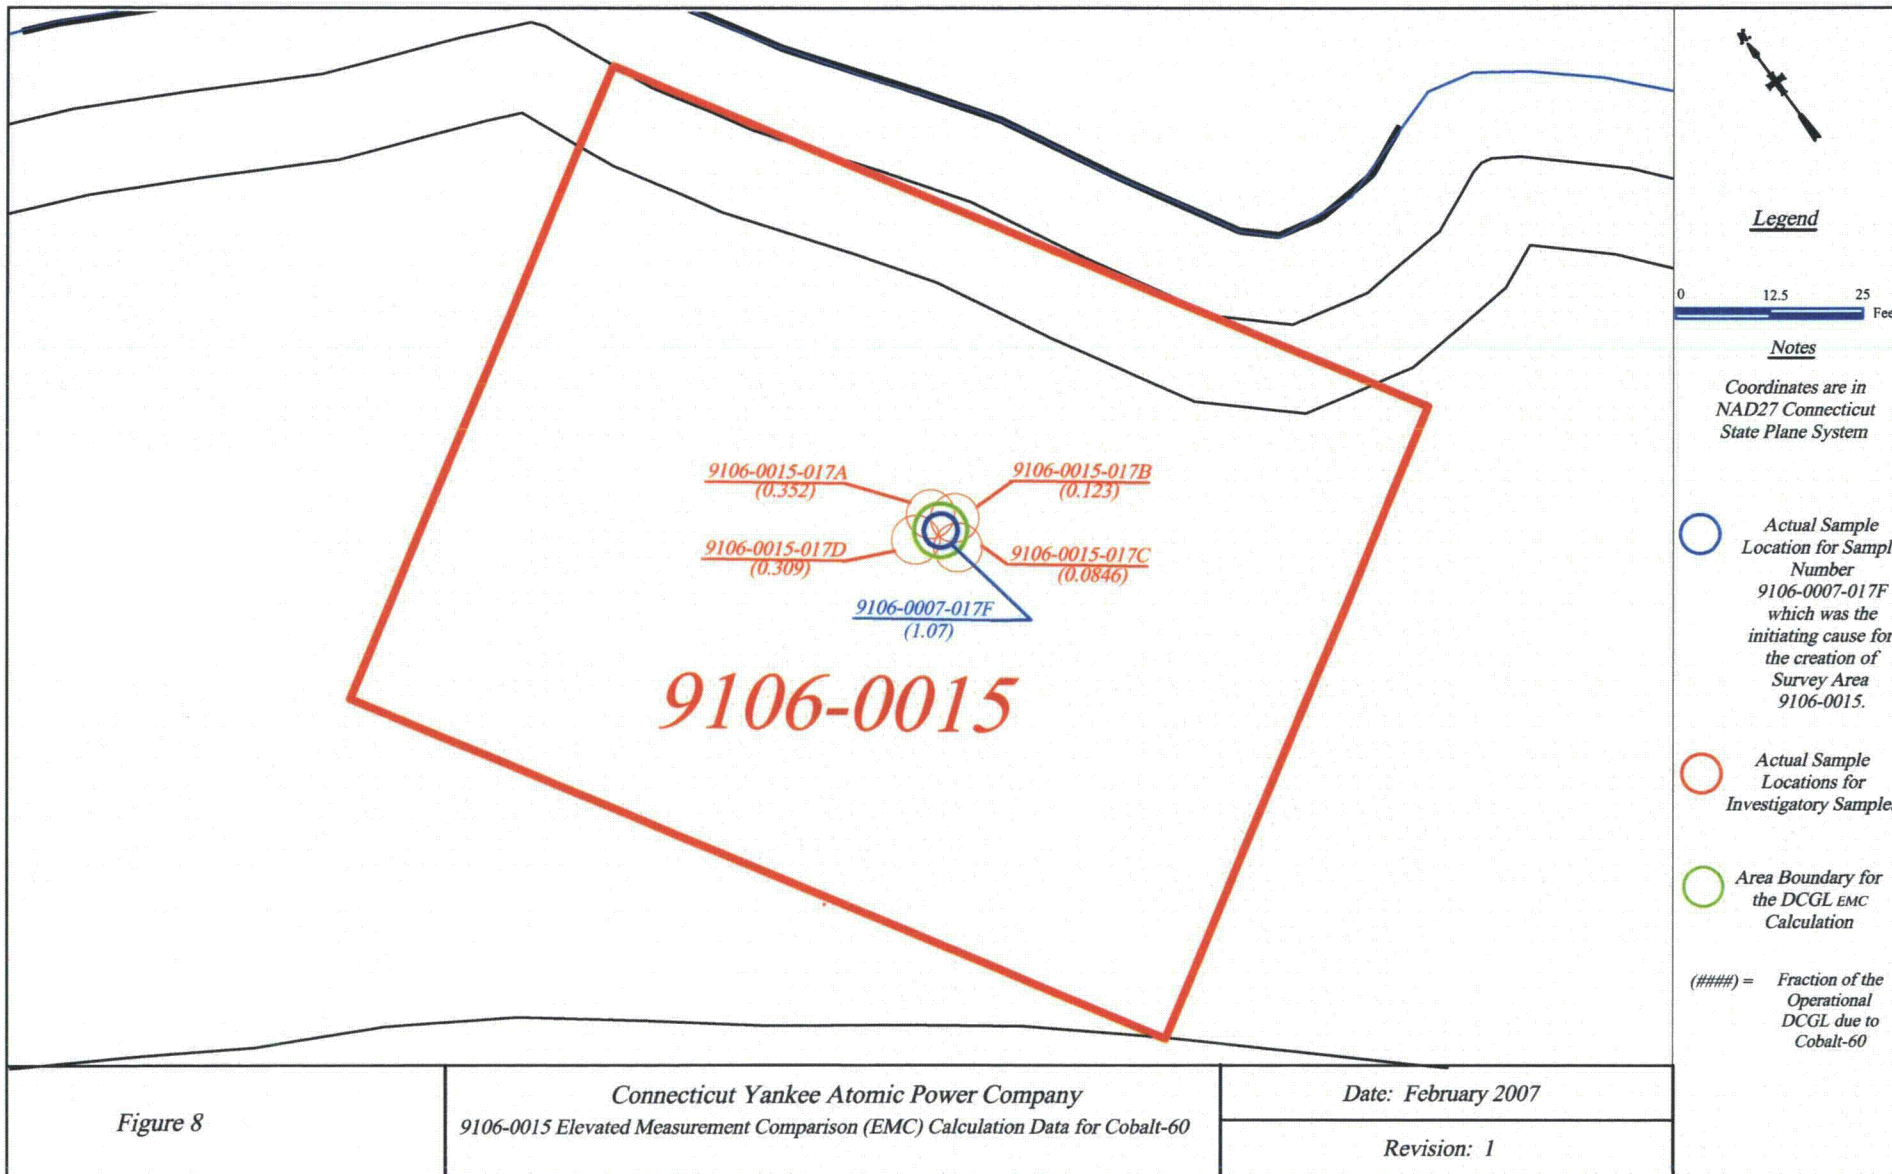 9106-0015-017A
(0.352)
9106-0015-017B
(0.123)
9106-0015-017D
(0.309)
9106-0015-017C
(0.0846)
9106-0007-017F
(1.07)
9106-0015
Legend
0 12.5 25
Fee
Notes
Coordinates are in
NAD27 Connecticut
State Plane System
Actual Sample
Location for Sampl
Number
9106-0007-017F
which was the
initiating cause for
the creation of
Survey Area
9106-0015.
Actual Sample
Locations for
Investigatory Sample
Area Boundary for
the DCGL EMC
Calculation
(####) = Fraction of the
Operational
DCGL due to
Cobalt-60
Figure 8
Connecticut Yankee Atomic Power Company
9106-0015 Elevated Measurement Comparison (EMC) Calculation Data for Cobalt-60
Date: February 2007
Revision: 1